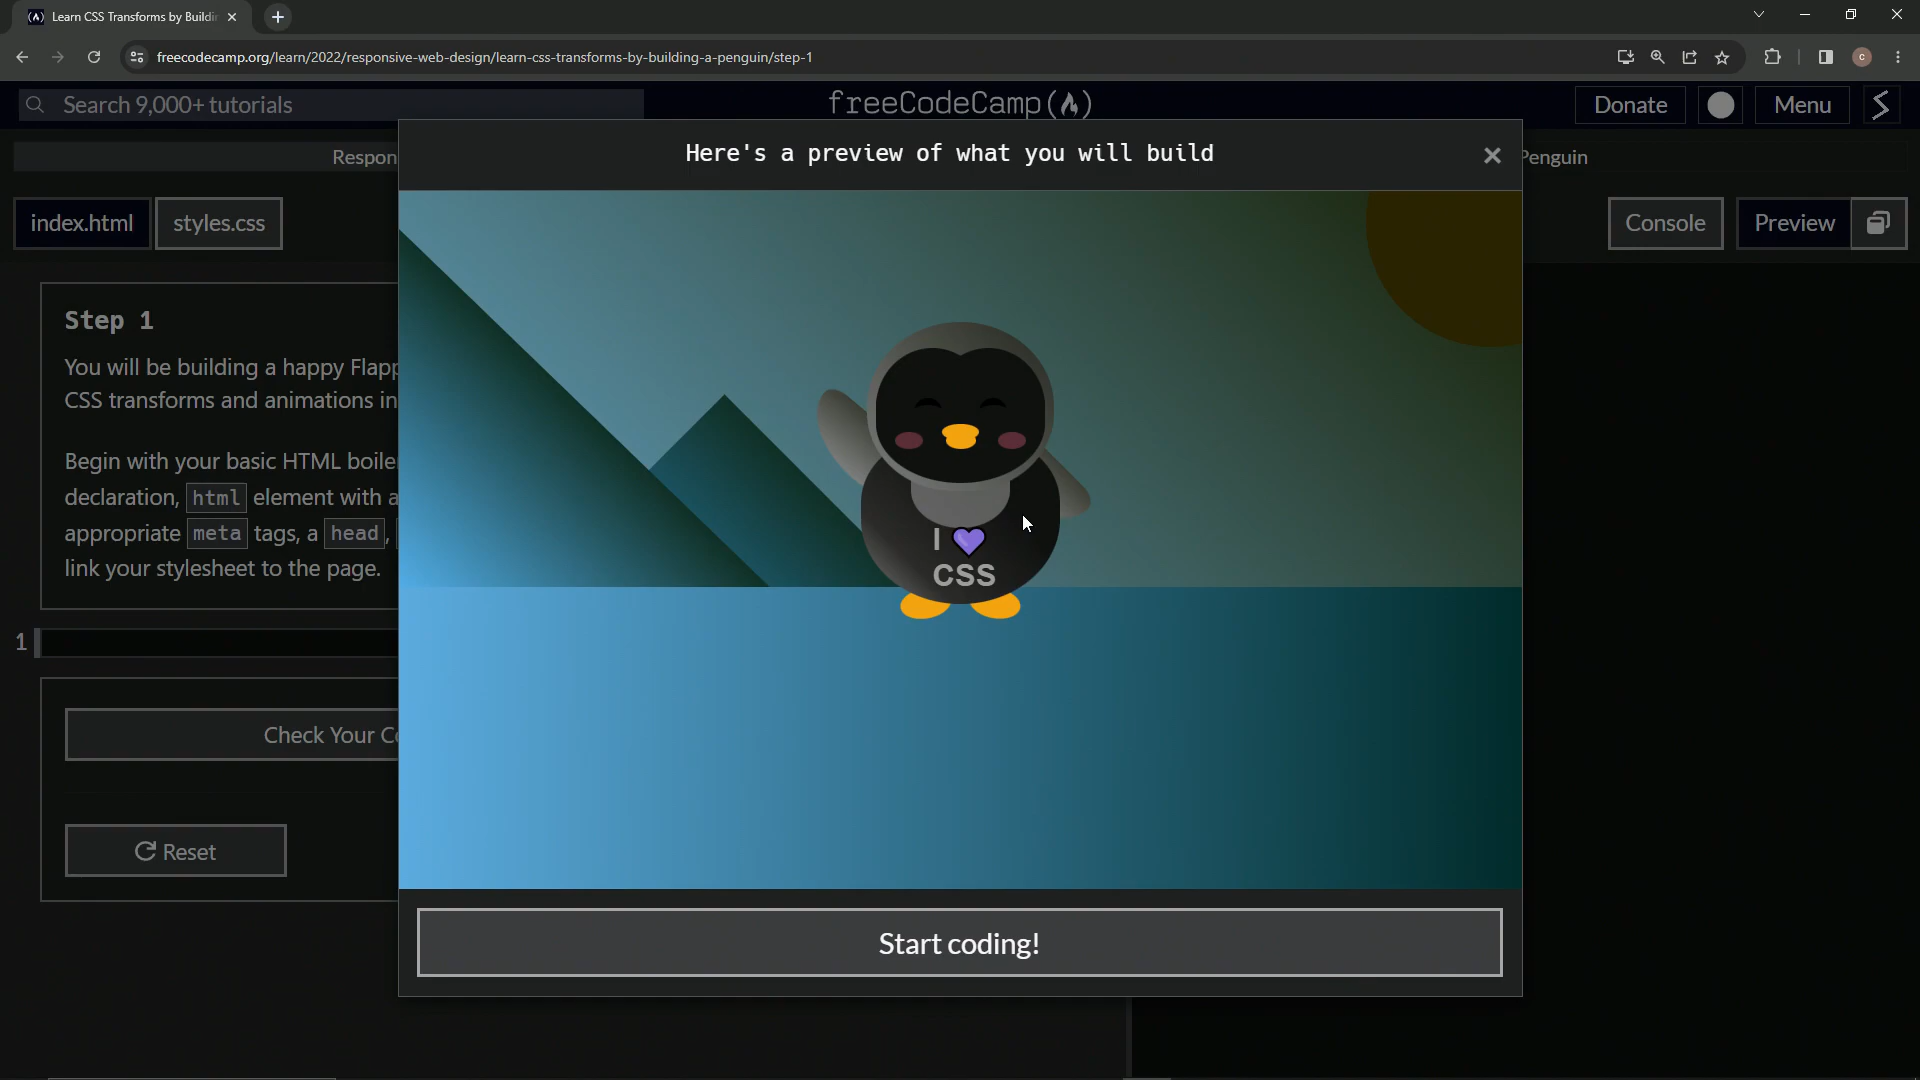 Learn CSS Transforms by Buildi
freecodecamp.org/learn/2022/responsive-web-design/learn-css-transforms-by-building-a-penguin/step-1
C
Search 9,000+ tutorials
freeCodeCamp
Donate
Menu
Respon
Penguin
index.html
styles.css
Console
Preview
Here's a preview of what you will build
Step 1
You will be building a happy Flapp
CSS transforms and animations in
Begin with your basic HTML boile
declaration, html element with a
appropriate meta tags, a head,
link your stylesheet to the page.
1
Check Your Co
Reset
I 💜
CSS
Start coding!